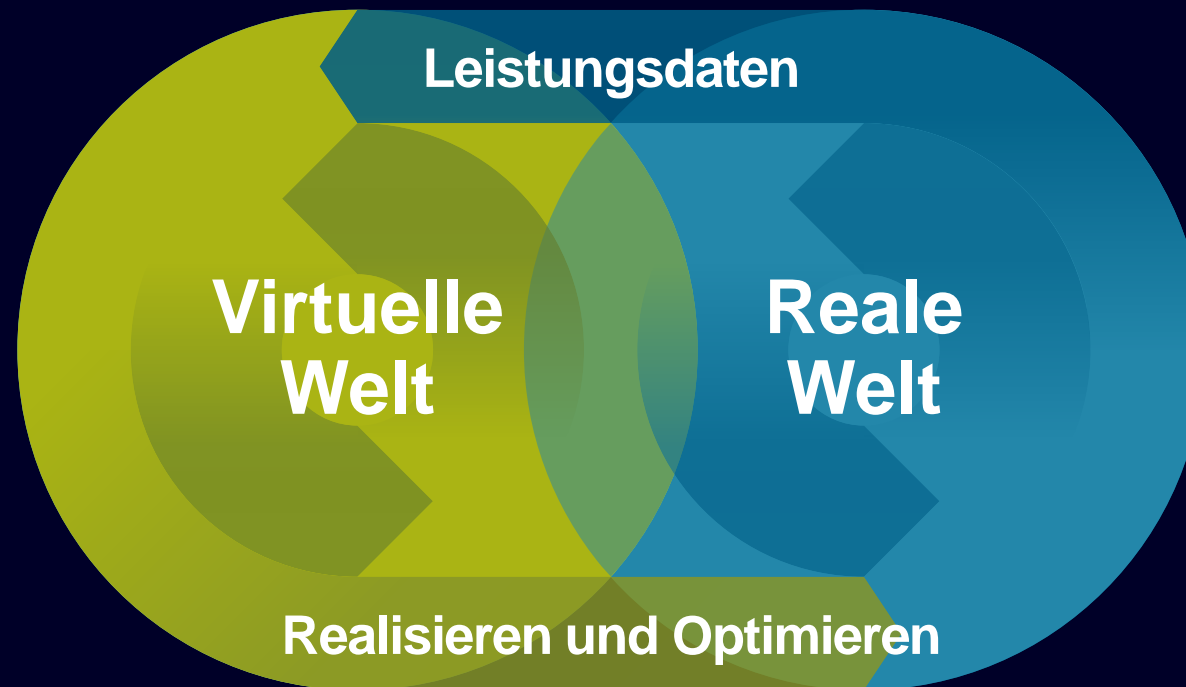 Leistungsdaten
Virtuelle
Welt
Reale
Welt
Realisieren und Optimieren